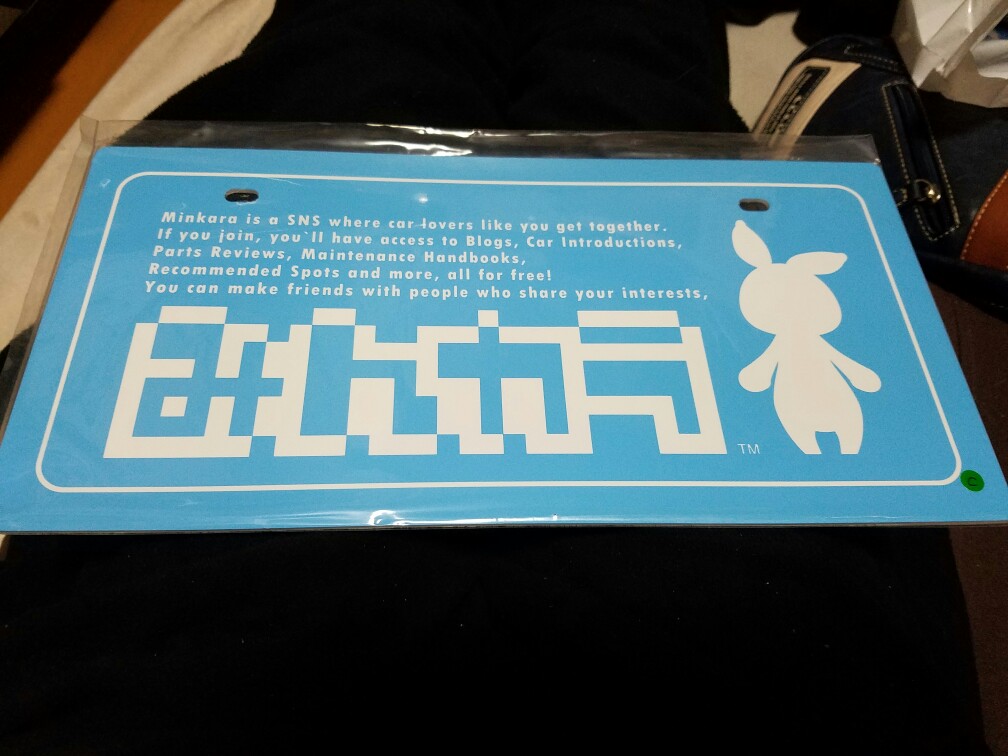 Minkara is a SNS where car lovers like you get together.
If you join, you`ll have access to Blogs, Car Introductions,
Parts Reviews, Maintenance Handbooks,
Recommended Spots and more, all for free!
You can make friends with people who share your interests,
みんカラ
TM
C